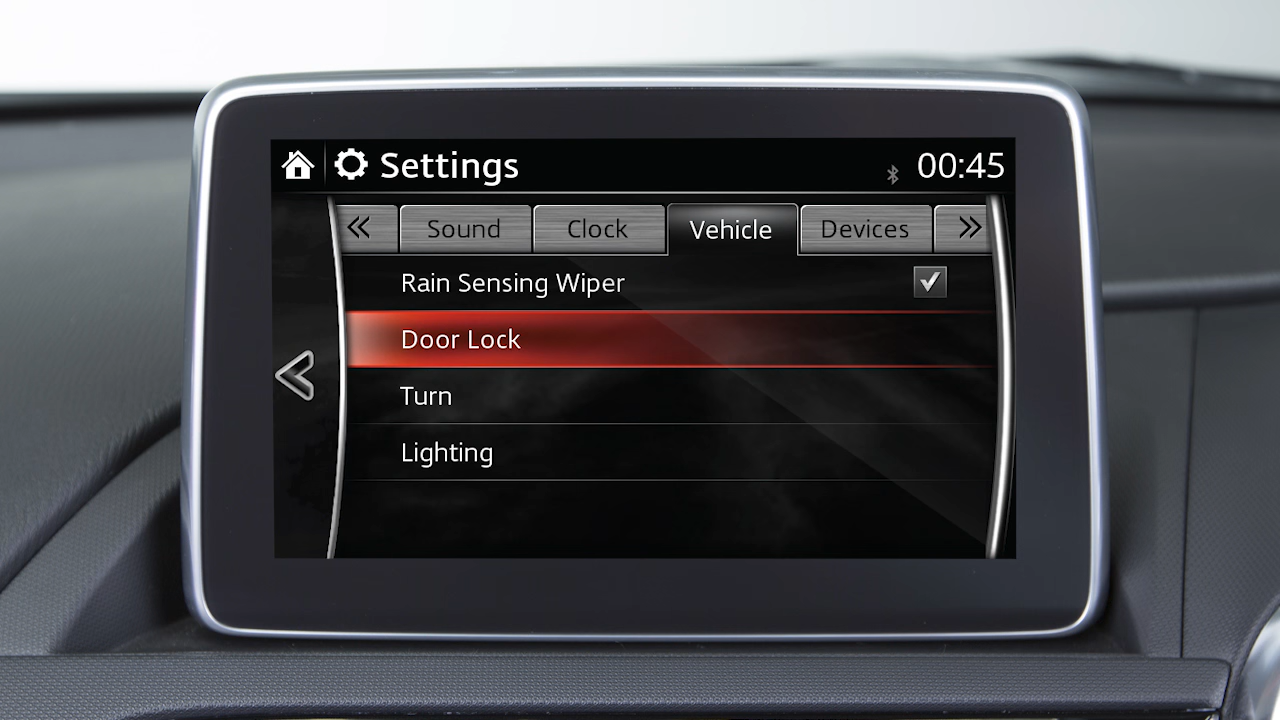 Settings 00:45
Sound Clock Vehicle Devices
Rain Sensing Wiper
Door Lock
Turn
Lighting